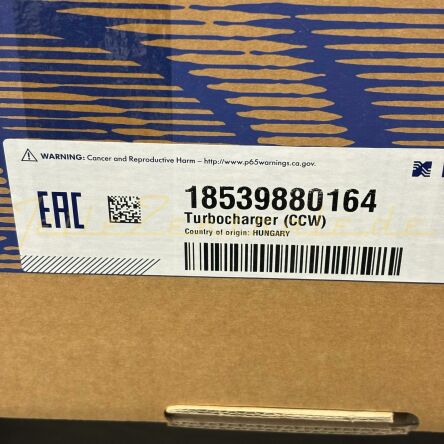 WARNING: Cancer and Reproductive Harm – http://www.p65warnings.ca.gov.
EAC
18539880164
Turbocharger (CCW)
Country of origin: HUNGARY